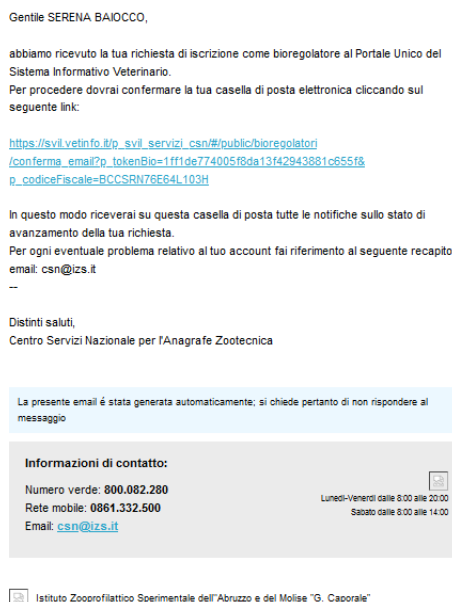 Gentile SERENA BAIOCCO,
abbiamo ricevuto la tua richiesta di iscrizione come bioregolatore al Portale Unico del
Sistema Informativo Veterinario.
Per procedere dovrai confermare la tua casella di posta elettronica cliccando sul
seguente link:
https://svil.vetinfo.it/p_svil_servizi_csn/#/public/bioregolatori
/conferma_email?p_tokenBio=1ff1de774005f8da13f42943881c655f&
p_codiceFiscale=BCCSRN76E64L103H
In questo modo riceverai su questa casella di posta tutte le notifiche sullo stato di
avanzamento della tua richiesta.
Per ogni eventuale problema relativo al tuo account fai riferimento al seguente recapito
email: csn@izs.it
--
Distinti saluti,
Centro Servizi Nazionale per l'Anagrafe Zootecnica
La presente email é stata generata automaticamente; si chiede pertanto di non rispondere al
messaggio
Informazioni di contatto:
Numero verde: 800.082.280
Rete mobile: 0861.332.500
Email: csn@izs.it
Lunedì-Venerdì dalle 8:00 alle 20:00
Sabato dalle 8:00 alle 14:00
Istituto Zooprofilattico Sperimentale dell'Abruzzo e del Molise "G. Caporale"